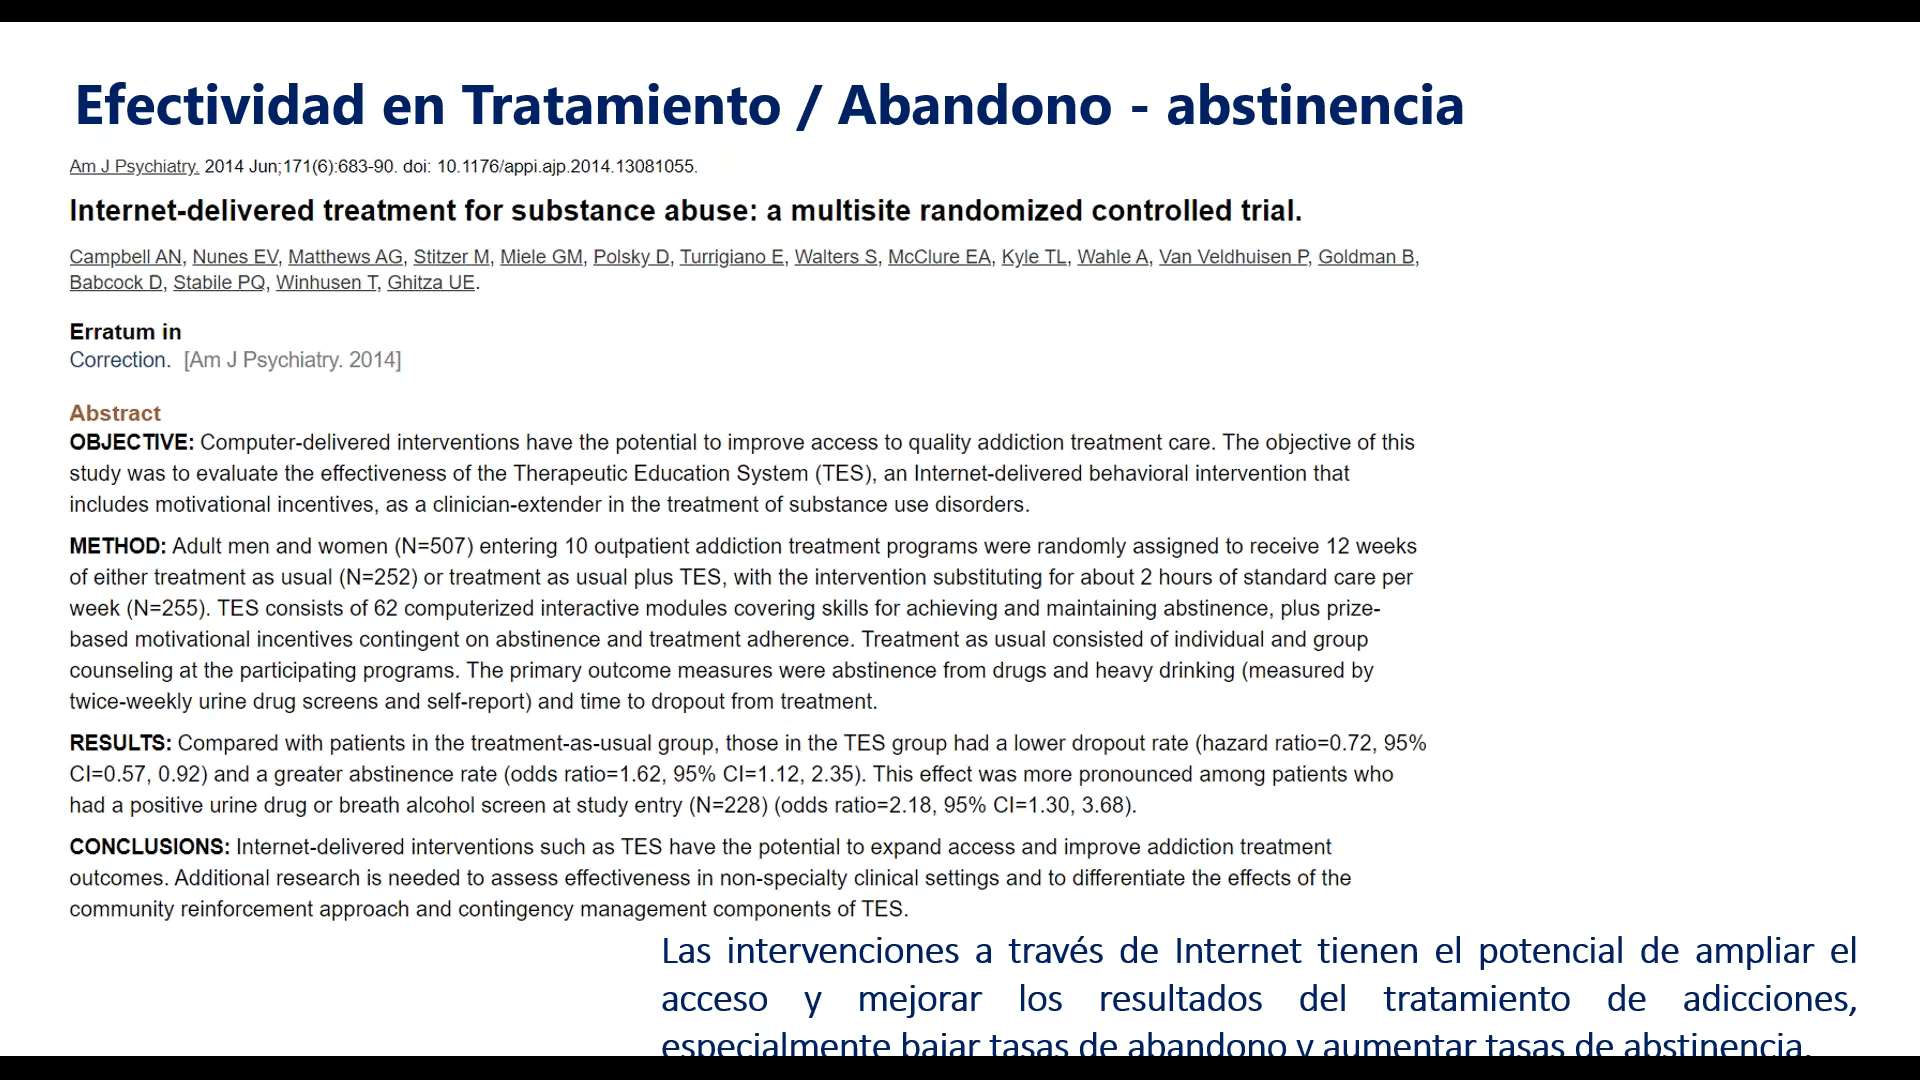 Efectividad en Tratamiento / Abandono - abstinencia
Am J Psychiatry. 2014 Jun;171(6):683-90. doi: 10.1176/appi.ajp.2014.13081055.
Internet-delivered treatment for substance abuse: a multisite randomized controlled trial.
Campbell AN, Nunes EV, Matthews AG, Stitzer M, Miele GM, Polsky D, Turrigiano E, Walters S, McClure EA, Kyle TL, Wahle A, Van Veldhuisen P, Goldman B,
Babcock D, Stabile PQ, Winhusen T, Ghitza UE.
Erratum in
Correction. [Am J Psychiatry. 2014]
Abstract
OBJECTIVE: Computer-delivered interventions have the potential to improve access to quality addiction treatment care. The objective of this
study was to evaluate the effectiveness of the Therapeutic Education System (TES), an Internet-delivered behavioral intervention that
includes motivational incentives, as a clinician-extender in the treatment of substance use disorders.
METHOD: Adult men and women (N=507) entering 10 outpatient addiction treatment programs were randomly assigned to receive 12 weeks
of either treatment as usual (N=252) or treatment as usual plus TES, with the intervention substituting for about 2 hours of standard care per
week (N=255). TES consists of 62 computerized interactive modules covering skills for achieving and maintaining abstinence, plus prize-
based motivational incentives contingent on abstinence and treatment adherence. Treatment as usual consisted of individual and group
counseling at the participating programs. The primary outcome measures were abstinence from drugs and heavy drinking (measured by
twice-weekly urine drug screens and self-report) and time to dropout from treatment.
RESULTS: Compared with patients in the treatment-as-usual group, those in the TES group had a lower dropout rate (hazard ratio=0.72, 95%
CI=0.57, 0.92) and a greater abstinence rate (odds ratio=1.62, 95% CI=1.12, 2.35). This effect was more pronounced among patients who
had a positive urine drug or breath alcohol screen at study entry (N=228) (odds ratio=2.18, 95% CI=1.30, 3.68).
CONCLUSIONS: Internet-delivered interventions such as TES have the potential to expand access and improve addiction treatment
outcomes. Additional research is needed to assess effectiveness in non-specialty clinical settings and to differentiate the effects of the
community reinforcement approach and contingency management components of TES.
Las intervenciones a través de Internet tienen el potencial de ampliar el
acceso y mejorar los resultados del tratamiento de adicciones,
especialmente bajar tasas de abandono y aumentar tasas de abstinencia.